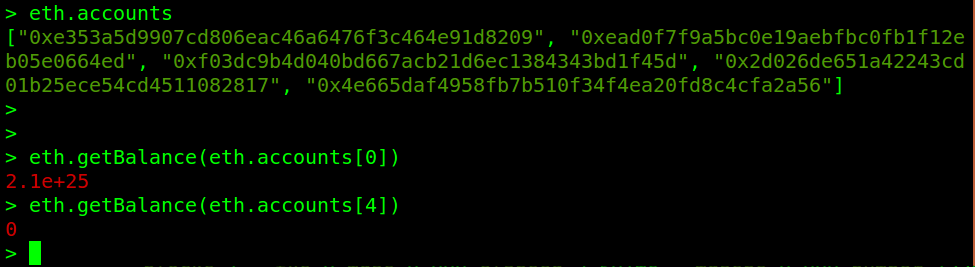 > eth.accounts
["0xe353a5d9907cd806eac46a6476f3c464e91d8209", "0xead0f7f9a5bc0e19aebfbc0fb1f12e
b05e0664ed", "0xf03dc9b4d040bd667acb21d6ec1384343bd1f45d", "0x2d026de651a42243cd
01b25ece54cd4511082817", "0x4e665daf4958fb7b510f34f4ea20fd8c4cfa2a56"]
>
>
> eth.getBalance(eth.accounts[0])
2.1e+25
> eth.getBalance(eth.accounts[4])
0
>